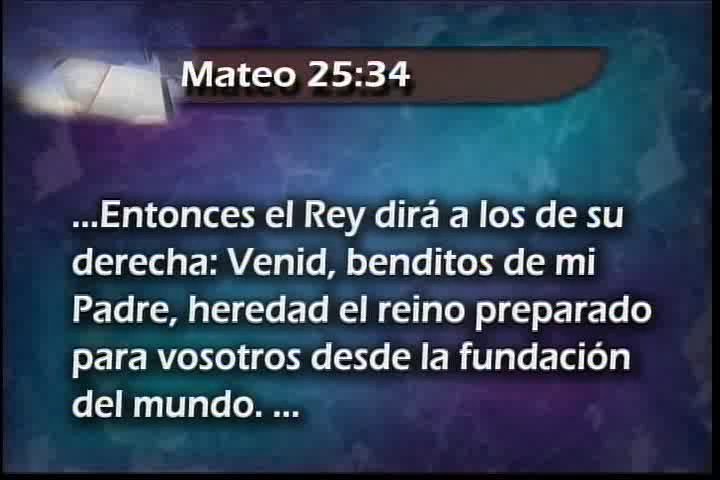 Mateo 25:34
...Entonces el Rey dirá a los de su
derecha: Venid, benditos de mi
Padre, heredad el reino preparado
para vosotros desde la fundación
del mundo. ...